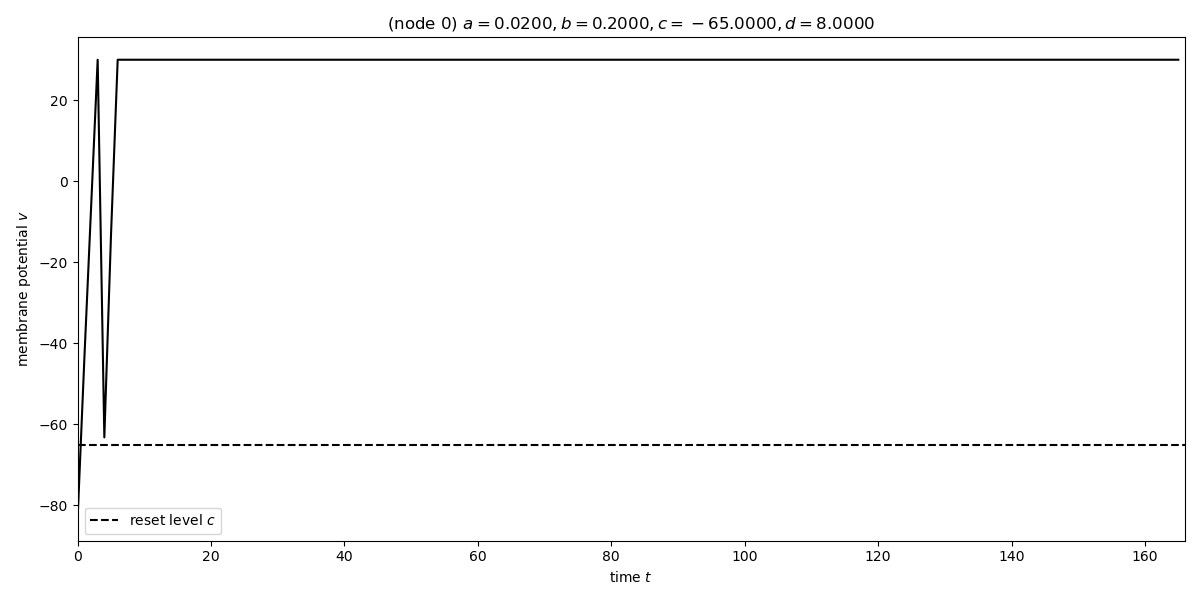 (node 0) a = 0.0200, b = 0.2000, c = −65.0000, d = 8.0000
membrane potential v
20
0
−20
−40
−60
−80
reset level c
0 20 40 60 80 100 120 140 160
time t